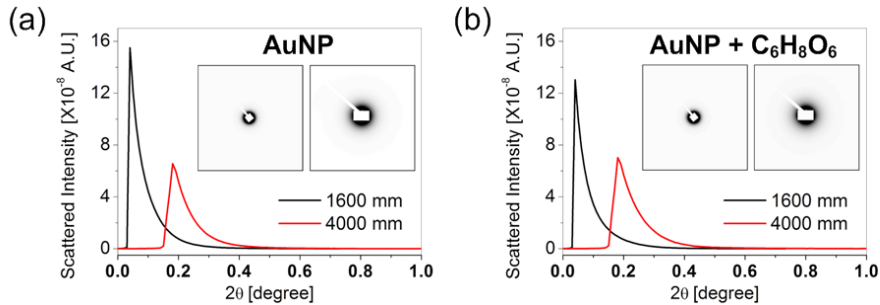 (a)
AuNP
Scattered Intensity [X10⁻⁸ A.U.]
16
12
8
4
0
1600 mm
4000 mm
0.0 0.2 0.4 0.6 0.8 1.0
2θ [degree]
(b)
AuNP + C₆H₈O₆
Scattered Intensity [X10⁻⁸ A.U.]
16
12
8
4
0
1600 mm
4000 mm
0.0 0.2 0.4 0.6 0.8 1.0
2θ [degree]